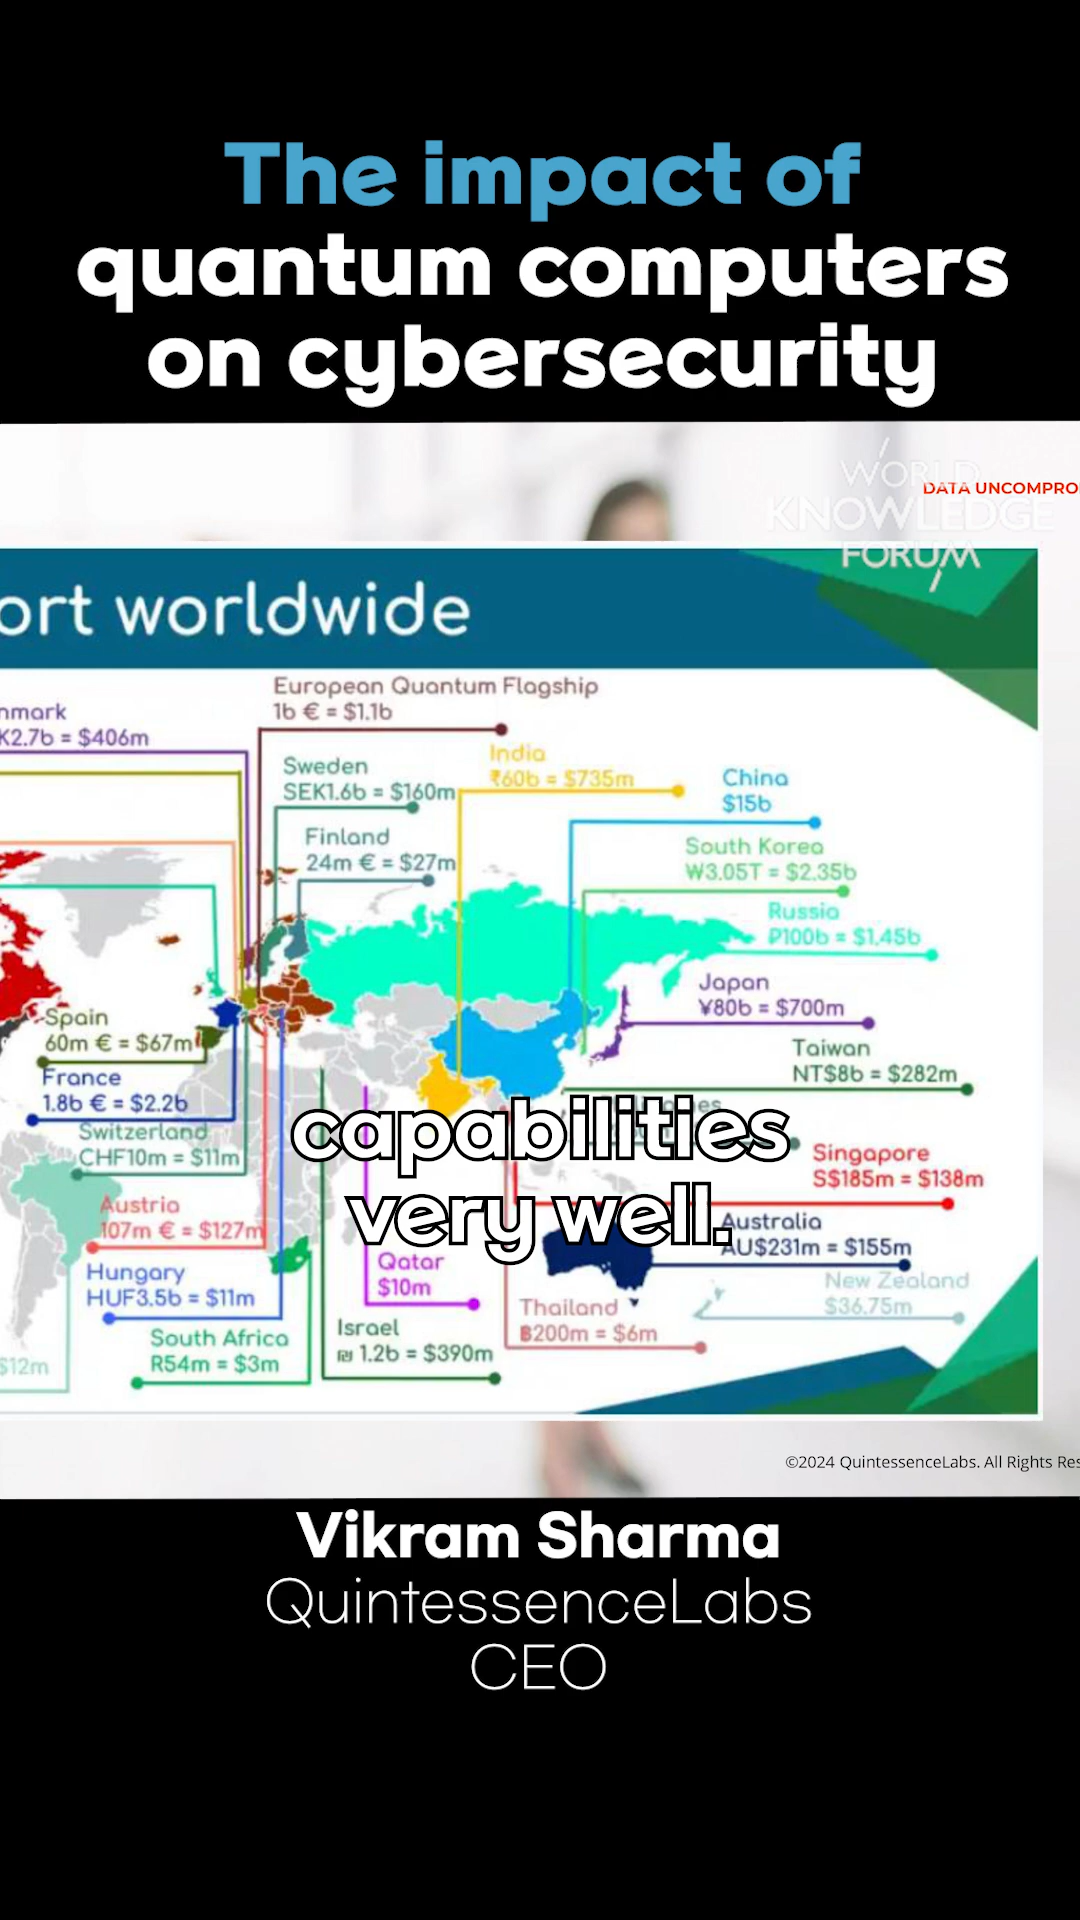 The impact of
quantum computers
on cybersecurity
WORLD
KNOWLEDGE
FORUM
DATA UNCOMPRO
ort worldwide
European Quantum Flagship
1b € = $1.1b
nmark
K2.7b = $406m
Sweden
SEK1.6b = $160m
India
₹60b = $735m
China
$15b
Finland
24m € = $27m
South Korea
₩3.05T = $2.35b
Russia
₽100b = $1.45b
Japan
¥80b = $700m
Spain
60m € = $67m
Taiwan
NT$8b = $282m
France
1.8b € = $2.2b
Switzerland
CHF10m = $11m
capabilities
very well.
Singapore
S$185m = $138m
Austria
107m € = $127m
Australia
AU$231m = $155m
Hungary
HUF3.5b = $11m
Qatar
$10m
New Zealand
$36.75m
Thailand
฿200m = $6m
South Africa
R54m = $3m
Israel
₪ 1.2b = $390m
$12m
©2024 QuintessenceLabs. All Rights Res
Vikram Sharma
QuintessenceLabs
CEO